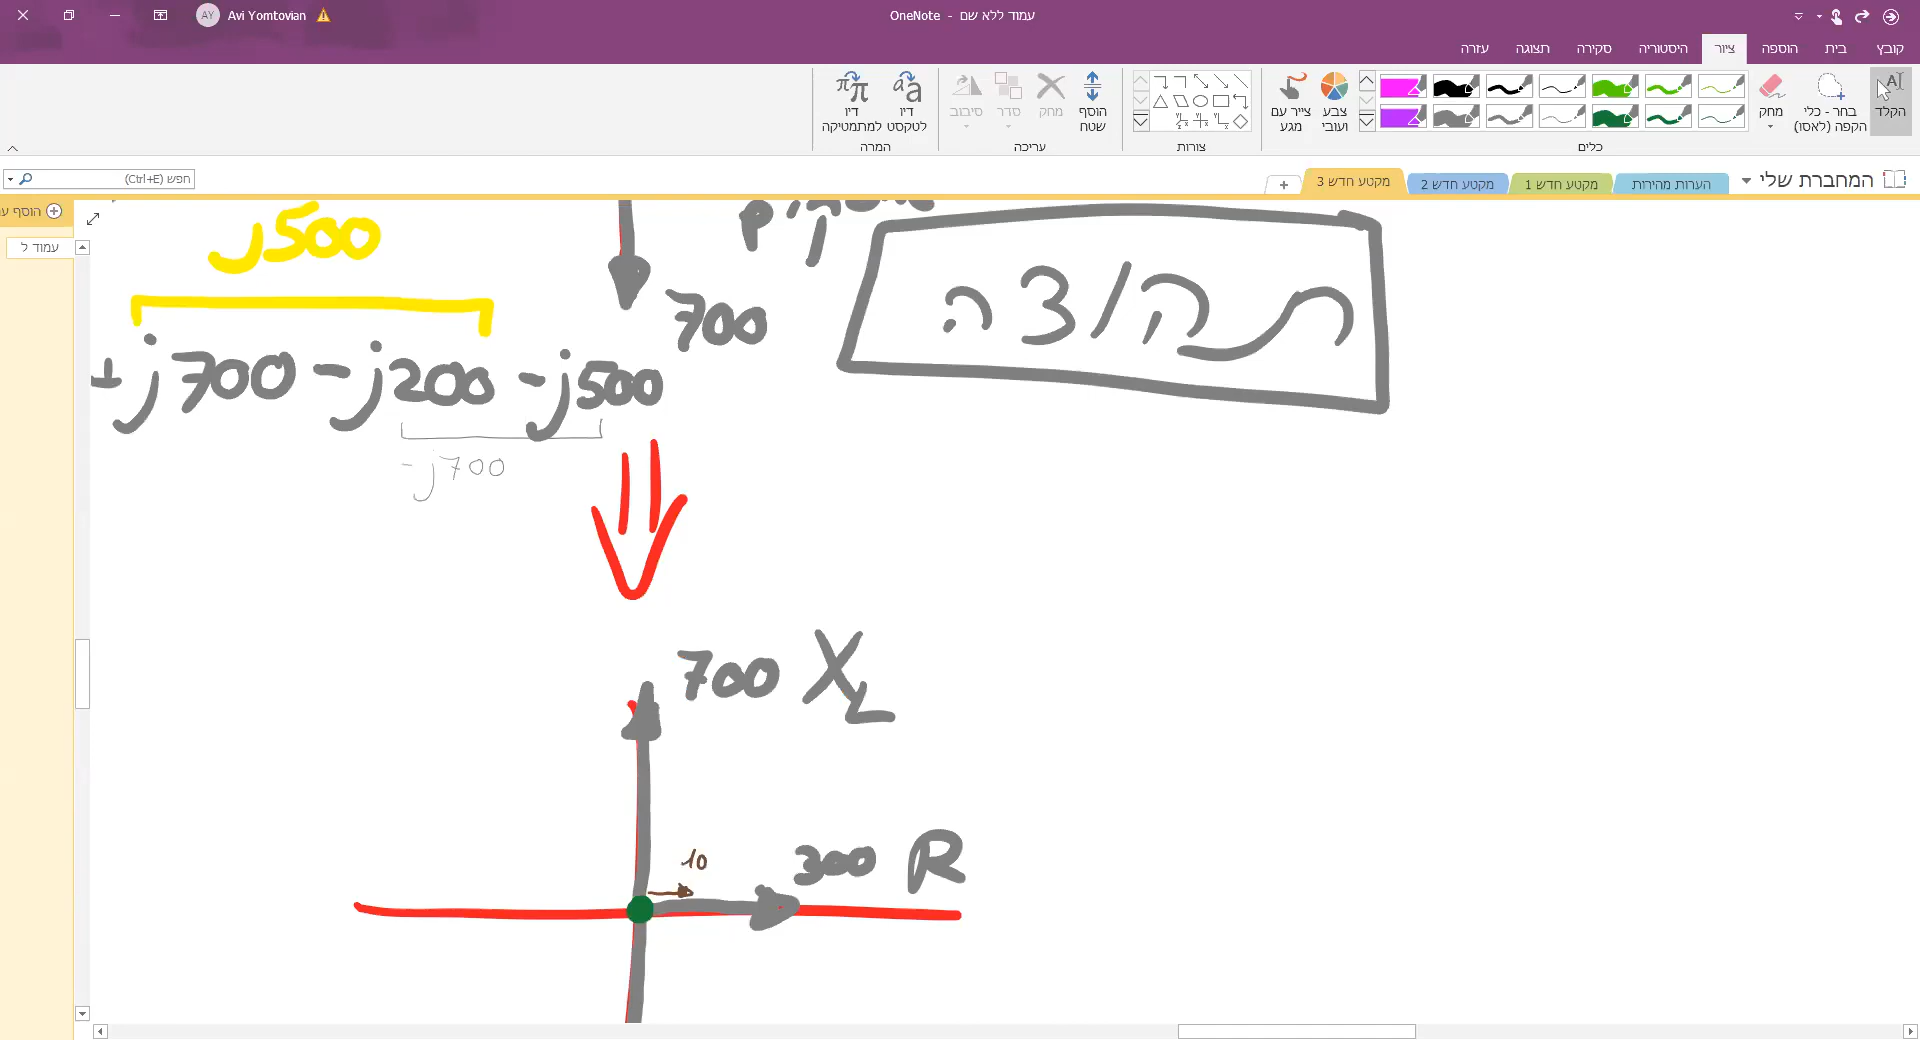 Avi Yomtovian
עמוד ללא שם - OneNote
קובץ בית הוספה ציור היסטוריה סקירה תצוגה עזרה
הקלד
בחר - כלי הקפה (לאסו)
מחק
כלים
צבע ועובי
צייר עם מגע
צורות
הוסף שטח
מחק
סדר
סיבוב
עריכה
דיו לטקסט
דיו למתמטיקה
המרה
המחברת שלי
הערות מהירות
מקטע חדש 1
מקטע חדש 2
מקטע חדש 3
חפש (Ctrl+E)
הוסף
עמוד ל
j500
700
+j700 -j200 -j500
-j700
תהודה
700 XL
10
300 R